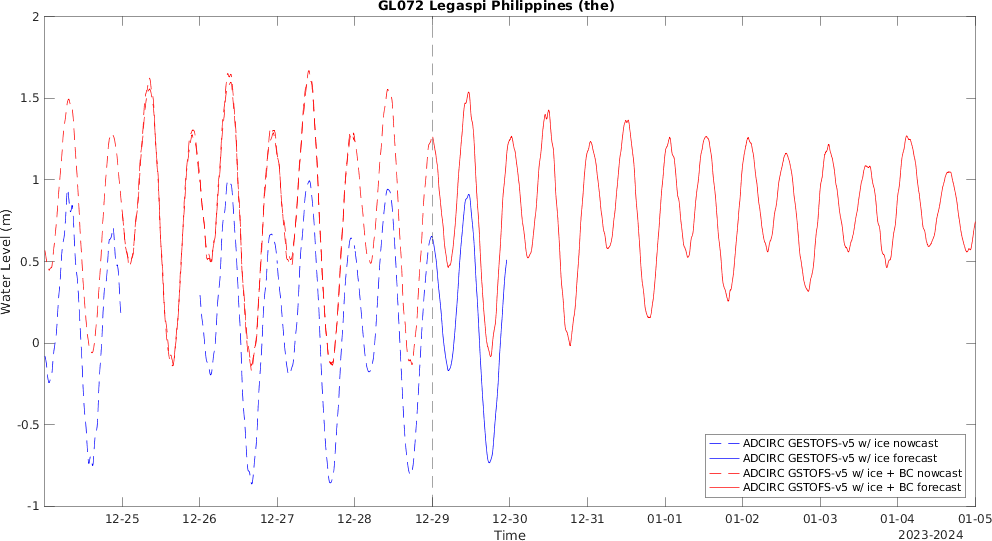 GL072 Legaspi Philippines (the)
Water Level (m)
2
1.5
1
0.5
0
-0.5
-1
ADCIRC GESTOFS-v5 w/ ice nowcast
ADCIRC GESTOFS-v5 w/ ice forecast
ADCIRC GSTOFS-v5 w/ ice + BC nowcast
ADCIRC GSTOFS-v5 w/ ice + BC forecast
12-25 12-26 12-27 12-28 12-29 12-30 12-31 01-01 01-02 01-03 01-04 01-05
Time
2023-2024